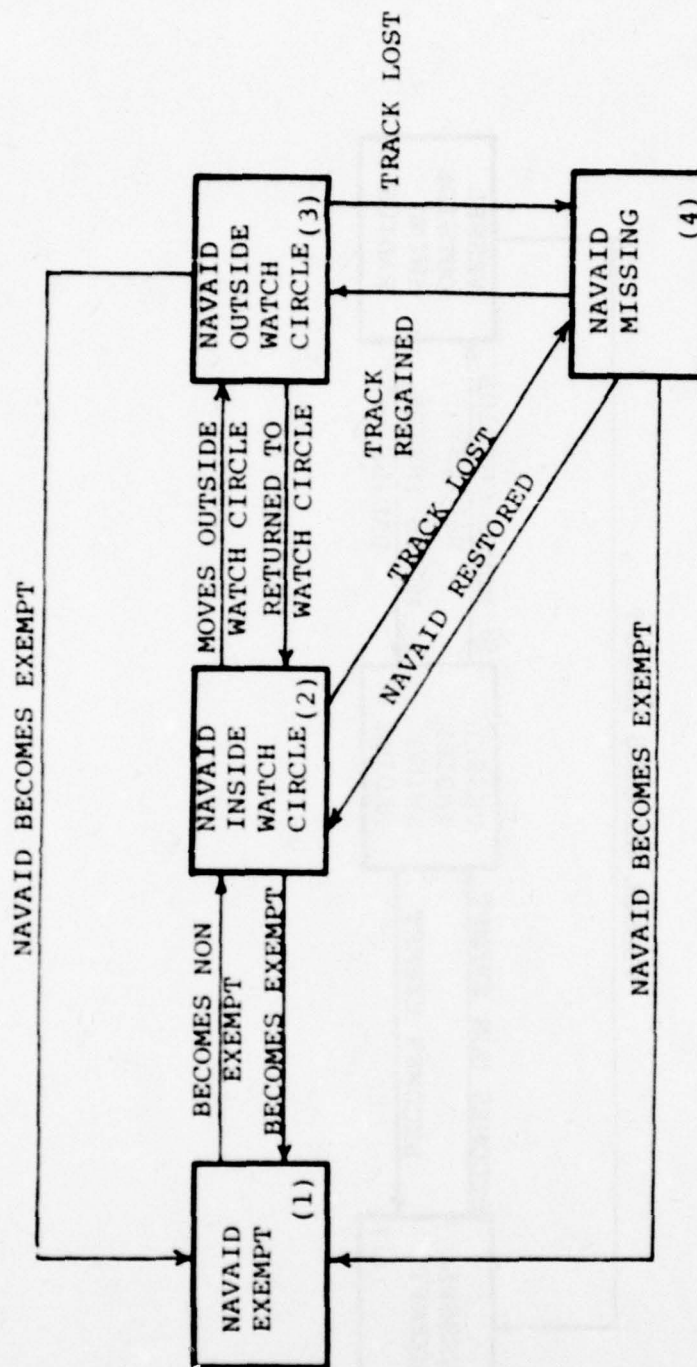 NAVAID BECOMES EXEMPT
NAVAID
EXEMPT
(1)
BECOMES NON
EXEMPT
BECOMES EXEMPT
NAVAID
INSIDE
WATCH
CIRCLE(2)
MOVES OUTSIDE
WATCH CIRCLE
RETURNED TO
WATCH CIRCLE
NAVAID
OUTSIDE
WATCH
CIRCLE(3)
TRACK LOST
TRACK
REGAINED
TRACK LOST
NAVAID RESTORED
NAVAID
MISSING
(4)
NAVAID BECOMES EXEMPT